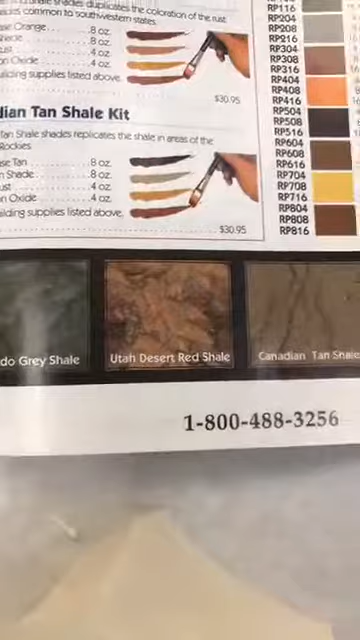 shades duplicates the coloration of the rust
common to southwestern states.
Orange 8 oz.
8 oz.
4 oz.
Oxide 4 oz.
building supplies listed above.
$30.95
Tan Shale Kit
Tan Shale shades replicates the shale in areas of the
Rockies.
Tan 8 oz.
Shade 8 oz.
4 oz.
Oxide 4 oz.
building supplies listed above.
$30.95
RP116
RP204
RP208
RP216
RP304
RP308
RP316
RP404
RP408
RP416
RP504
RP508
RP516
RP604
RP608
RP616
RP704
RP708
RP716
RP804
RP808
RP816
do Grey Shale
Utah Desert Red Shale
Canadian Tan Shale
1-800-488-3256